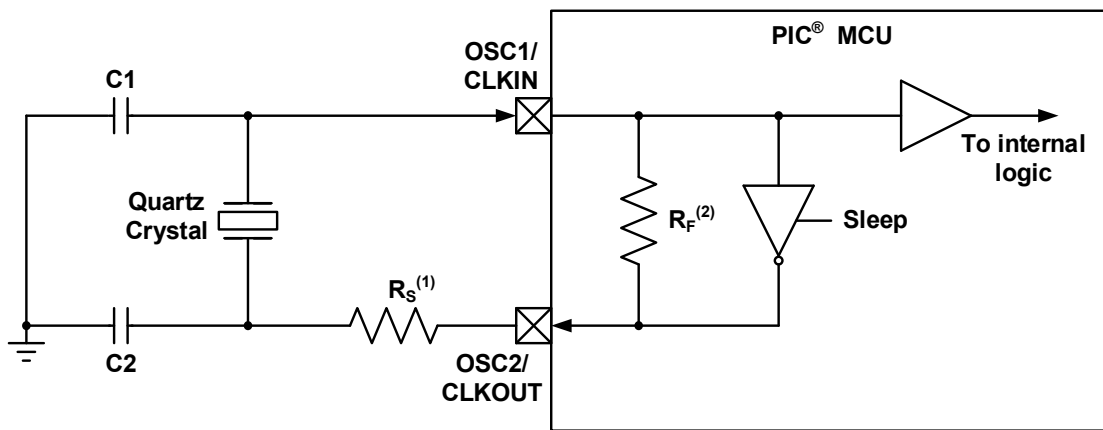 PIC® MCU
OSC1/
CLKIN
C1
To internal
logic
Quartz
Crystal
RF(2)
Sleep
RS(1)
C2
OSC2/
CLKOUT